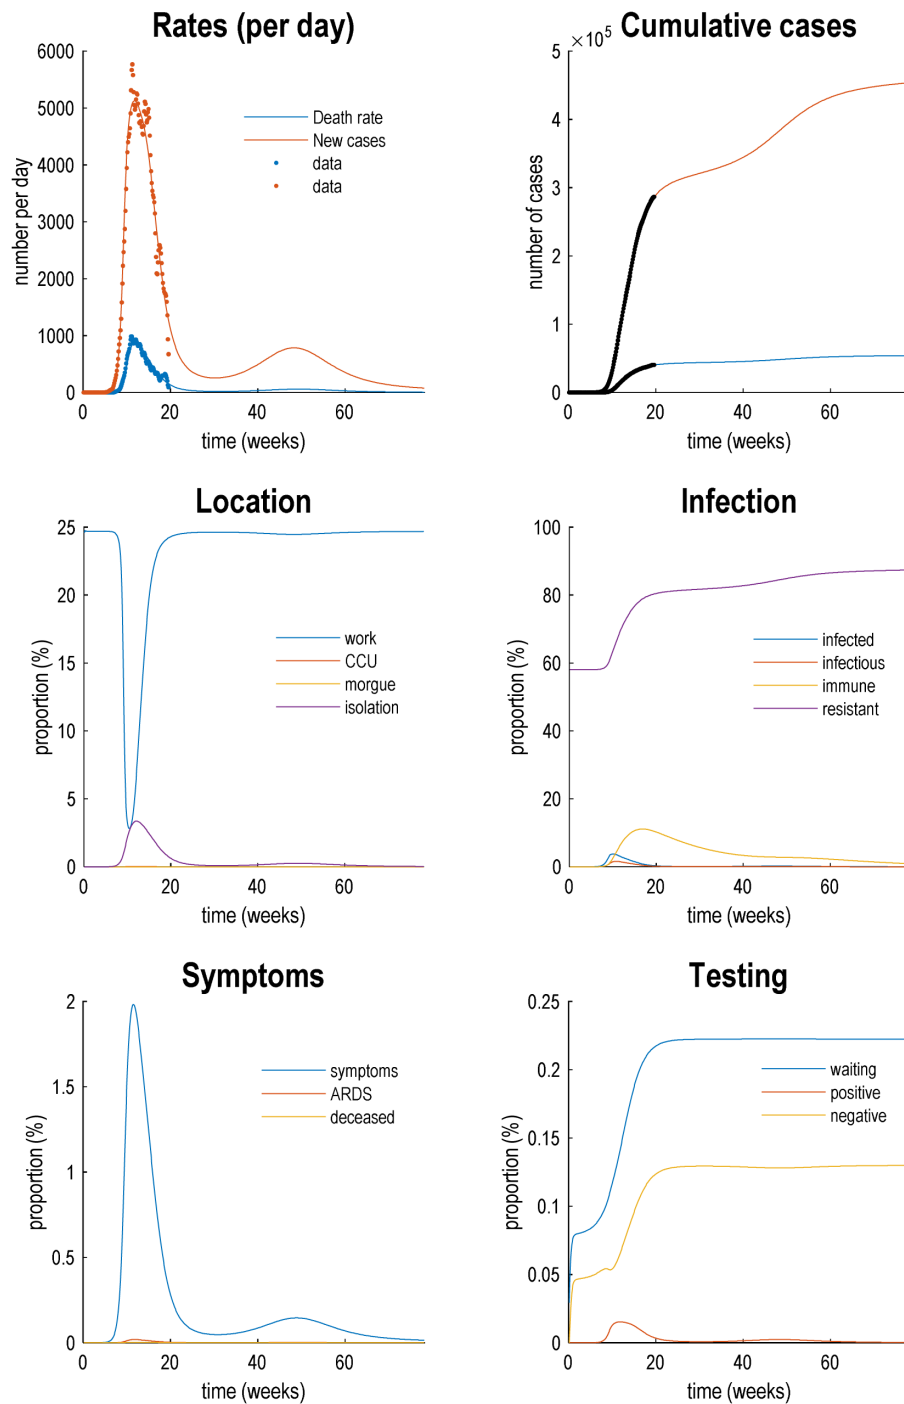 Rates (per day)
6000
5000
4000
3000
2000
1000
0
number per day
Death rate
New cases
data
data
0
20
40
60
time (weeks)
Cumulative cases
×10^5
5
4
3
2
1
0
number of cases
0
20
40
60
time (weeks)
Location
25
20
15
10
5
0
proportion (%)
work
CCU
morgue
isolation
0
20
40
60
time (weeks)
Infection
100
80
60
40
20
0
proportion (%)
infected
infectious
immune
resistant
0
20
40
60
time (weeks)
Symptoms
2
1.5
1
0.5
0
proportion (%)
symptoms
ARDS
deceased
0
20
40
60
time (weeks)
Testing
0.25
0.2
0.15
0.1
0.05
0
proportion (%)
waiting
positive
negative
0
20
40
60
time (weeks)